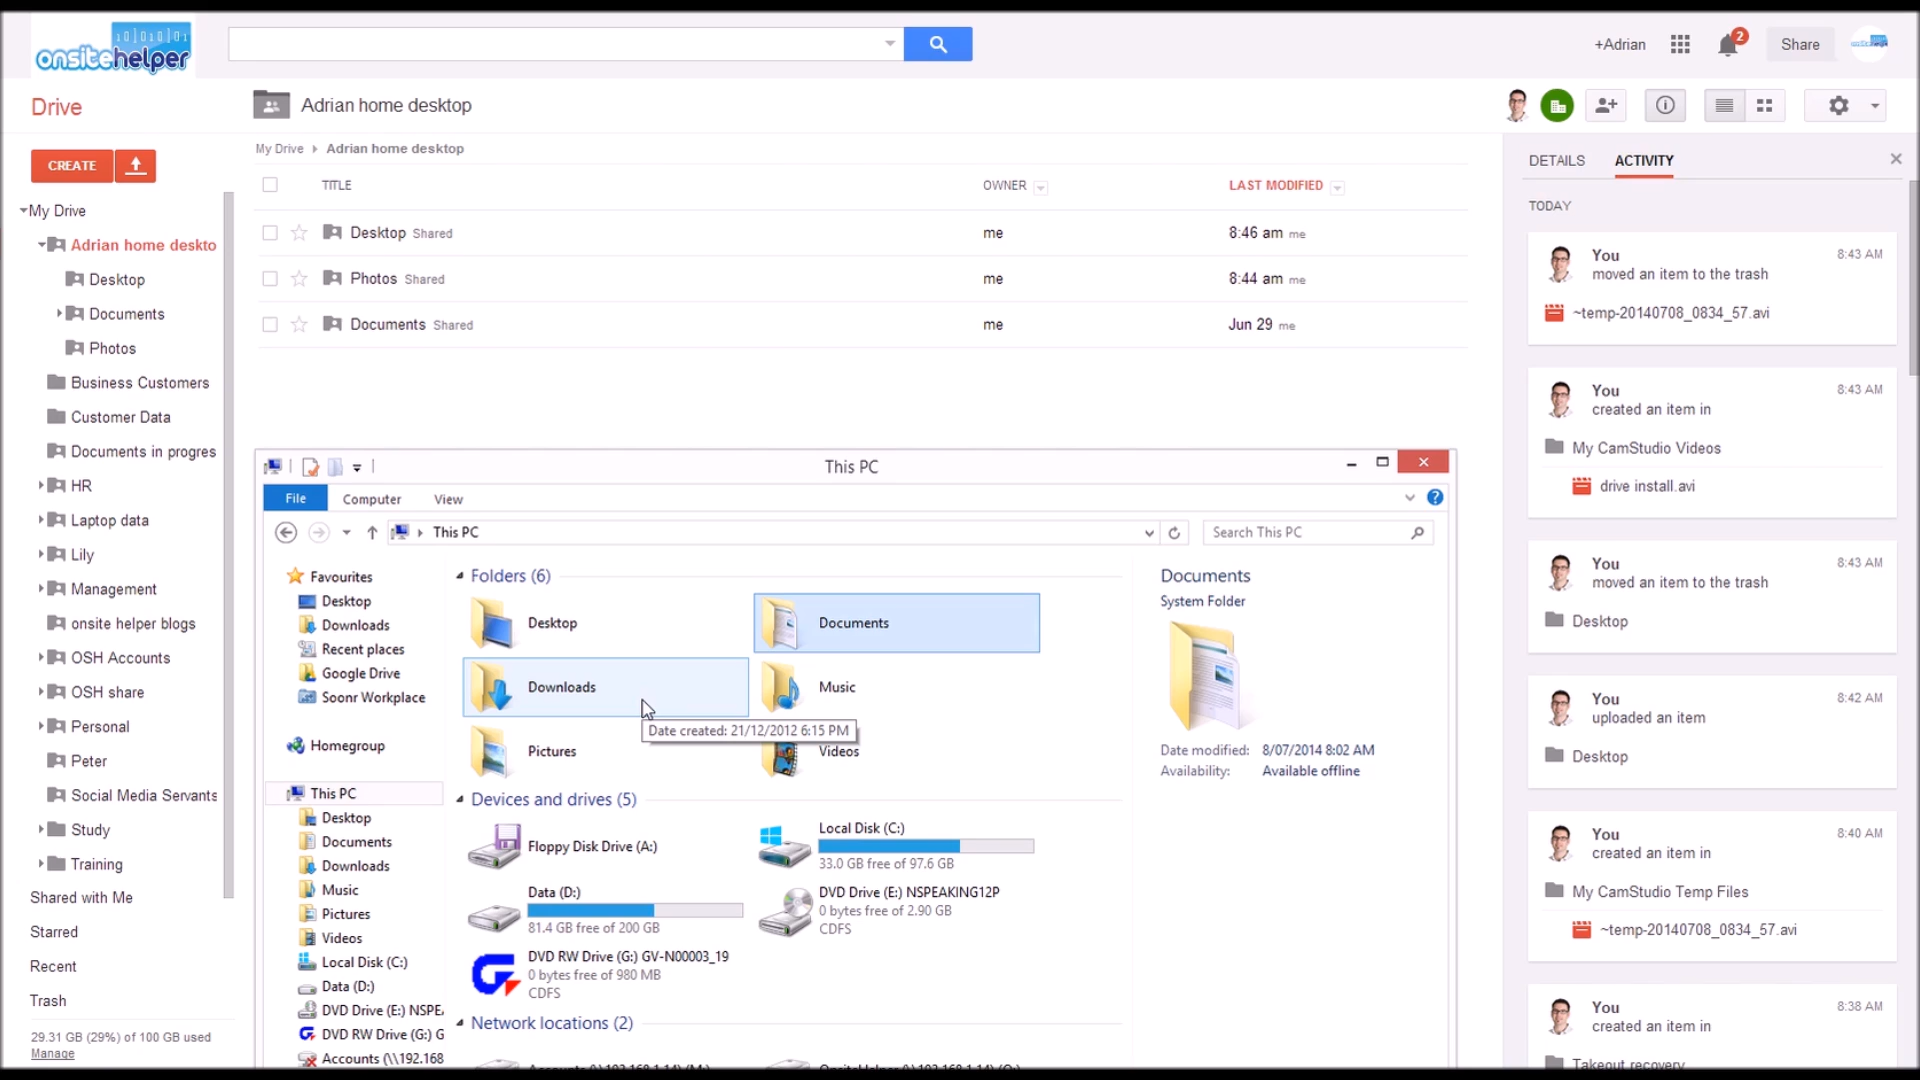 10101010
onsitehelper
+Adrian
2
Share
Drive
Adrian home desktop
CREATE
My Drive
Adrian home deskto
Desktop
Documents
Photos
Business Customers
Customer Data
Documents in progres
HR
Laptop data
Lily
Management
onsite helper blogs
OSH Accounts
OSH share
Personal
Peter
Social Media Servants
Study
Training
Shared with Me
Starred
Recent
Trash
29.31 GB (29%) of 100 GB used
Manage
My Drive Adrian home desktop
TITLE OWNER LAST MODIFIED
Desktop Shared me 8:46 am me
Photos Shared me 8:44 am me
Documents Shared me Jun 29 me
This PC
File Computer View
This PC Search This PC
Favourites
Desktop
Downloads
Recent places
Google Drive
Soonr Workplace
Homegroup
This PC
Desktop
Documents
Downloads
Music
Pictures
Videos
Local Disk (C:)
Data (D:)
DVD Drive (E:) NSPE
DVD RW Drive (G:) G
Accounts (\\192.168
Folders (6)
Desktop
Documents
Downloads
Music
Date created: 21/12/2012 6:15 PM
Pictures
Videos
Devices and drives (5)
Floppy Disk Drive (A:)
Local Disk (C:)
33.0 GB free of 97.6 GB
Data (D:)
81.4 GB free of 200 GB
DVD Drive (E:) NSPEAKING12P
0 bytes free of 2.90 GB
CDFS
DVD RW Drive (G:) GV-N00003_19
0 bytes free of 980 MB
CDFS
Network locations (2)
Documents
System Folder
Date modified: 8/07/2014 8:02 AM
Availability: Available offline
DETAILS ACTIVITY
TODAY
You 8:43 AM
moved an item to the trash
~temp-20140708_0834_57.avi
You 8:43 AM
created an item in
My CamStudio Videos
drive install.avi
You 8:43 AM
moved an item to the trash
Desktop
You 8:42 AM
uploaded an item
Desktop
You 8:40 AM
created an item in
My CamStudio Temp Files
~temp-20140708_0834_57.avi
You 8:38 AM
created an item in
Takeout recovery